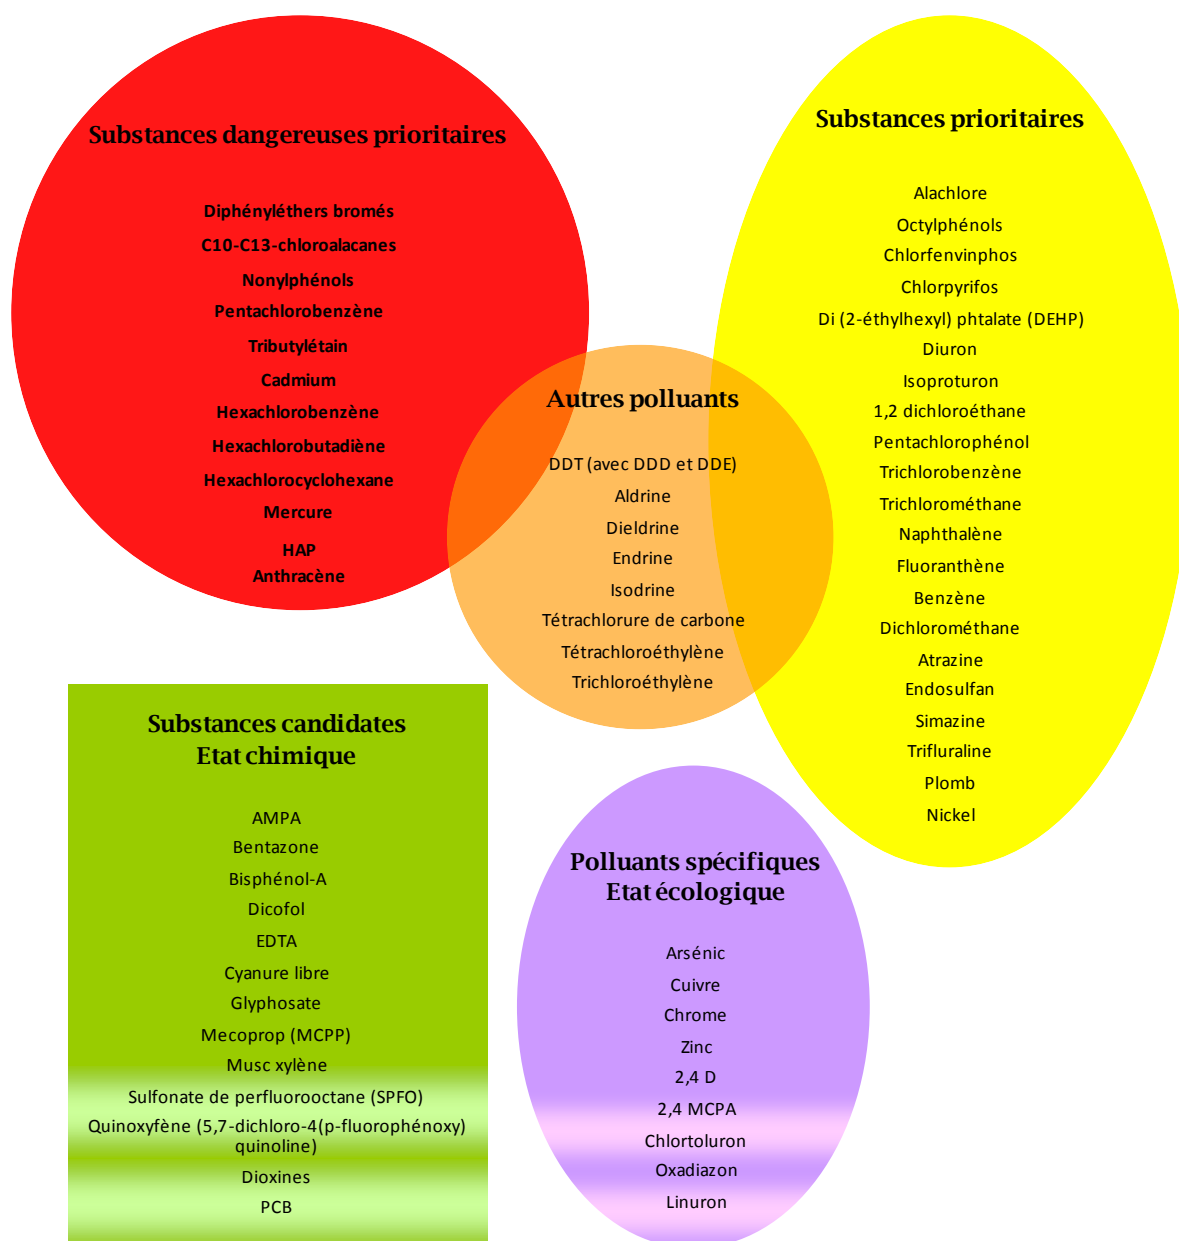 Substances dangereuses prioritaires
Diphényléthers bromés
C10-C13-chloroalacanes
Nonylphénols
Pentachlorobenzène
Tributylétain
Cadmium
Hexachlorobenzène
Hexachlorobutadiène
Hexachlorocyclohexane
Mercure
HAP
Anthracène
Substances prioritaires
Alachlore
Octylphénols
Chlorfenvinphos
Chlorpyrifos
Di (2-éthylhexyl) phtalate (DEHP)
Diuron
Isoproturon
1,2 dichloroéthane
Pentachlorophénol
Trichlorobenzène
Trichlorométhane
Naphthalène
Fluoranthène
Benzène
Dichlorométhane
Atrazine
Endosulfan
Simazine
Trifluraline
Plomb
Nickel
Autres polluants
DDT (avec DDD et DDE)
Aldrine
Dieldrine
Endrine
Isodrine
Tétrachlorure de carbone
Tétrachloroéthylène
Trichloroéthylène
Substances candidates
Etat chimique
AMPA
Bentazone
Bisphénol-A
Dicofol
EDTA
Cyanure libre
Glyphosate
Mecoprop (MCPP)
Musc xylène
Sulfonate de perfluorooctane (SPFO)
Quinoxyfène (5,7-dichloro-4(p-fluorophénoxy)
quinoline)
Dioxines
PCB
Polluants spécifiques
Etat écologique
Arsénic
Cuivre
Chrome
Zinc
2,4 D
2,4 MCPA
Chlortoluron
Oxadiazon
Linuron